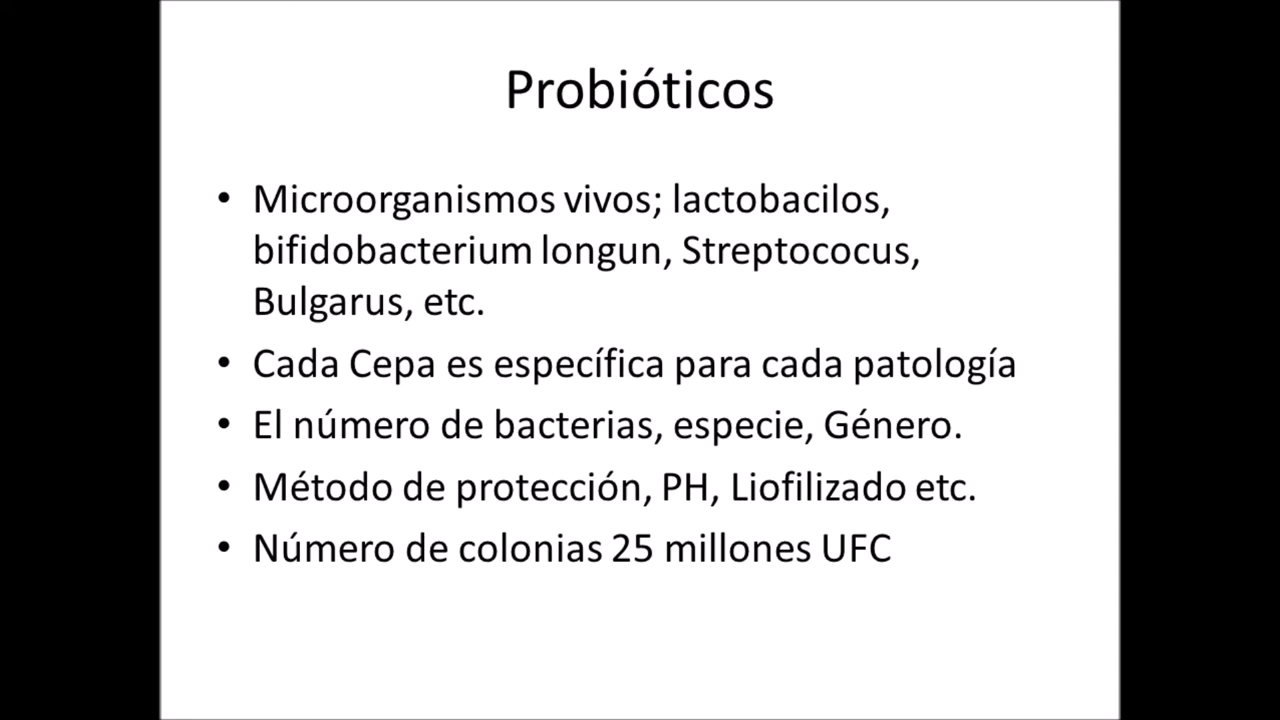 Probióticos
• Microorganismos vivos; lactobacilos,
bifidobacterium longun, Streptococus,
Bulgarus, etc.
• Cada Cepa es específica para cada patología
• El número de bacterias, especie, Género.
• Método de protección, PH, Liofilizado etc.
• Número de colonias 25 millones UFC